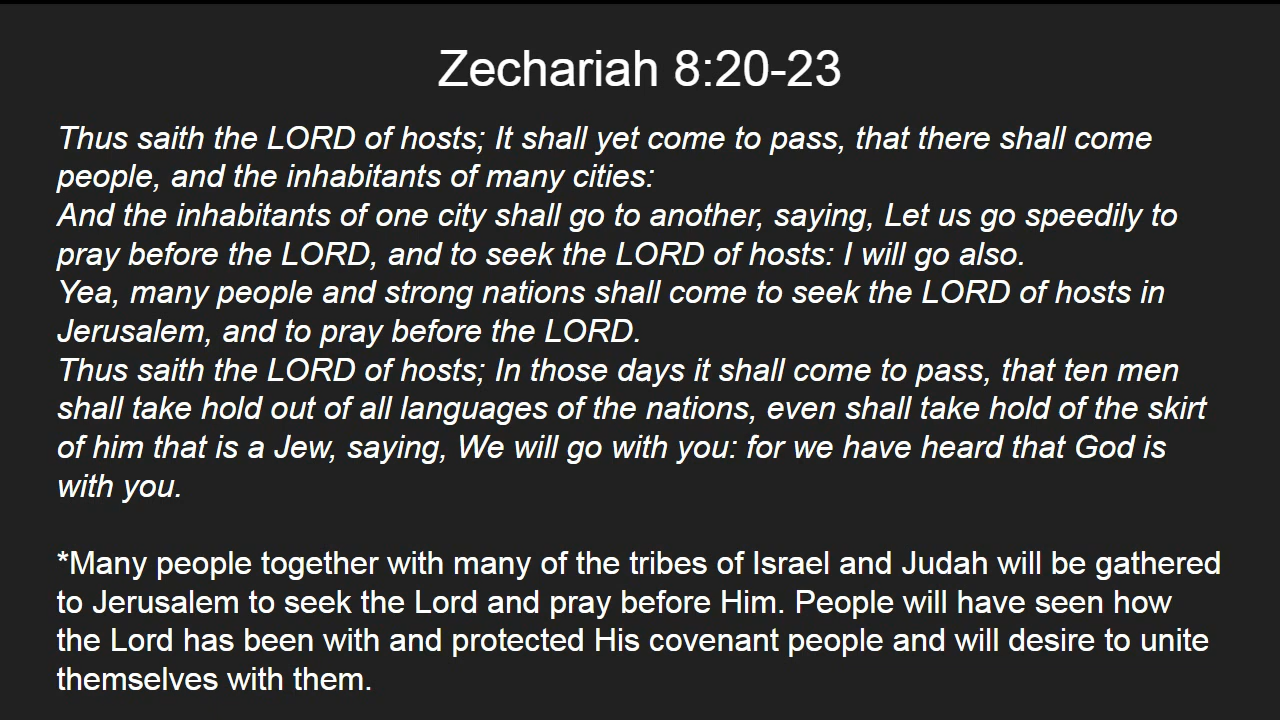 Zechariah 8:20-23
Thus saith the LORD of hosts; It shall yet come to pass, that there shall come
people, and the inhabitants of many cities:
And the inhabitants of one city shall go to another, saying, Let us go speedily to
pray before the LORD, and to seek the LORD of hosts: I will go also.
Yea, many people and strong nations shall come to seek the LORD of hosts in
Jerusalem, and to pray before the LORD.
Thus saith the LORD of hosts; In those days it shall come to pass, that ten men
shall take hold out of all languages of the nations, even shall take hold of the skirt
of him that is a Jew, saying, We will go with you: for we have heard that God is
with you.
*Many people together with many of the tribes of Israel and Judah will be gathered
to Jerusalem to seek the Lord and pray before Him. People will have seen how
the Lord has been with and protected His covenant people and will desire to unite
themselves with them.